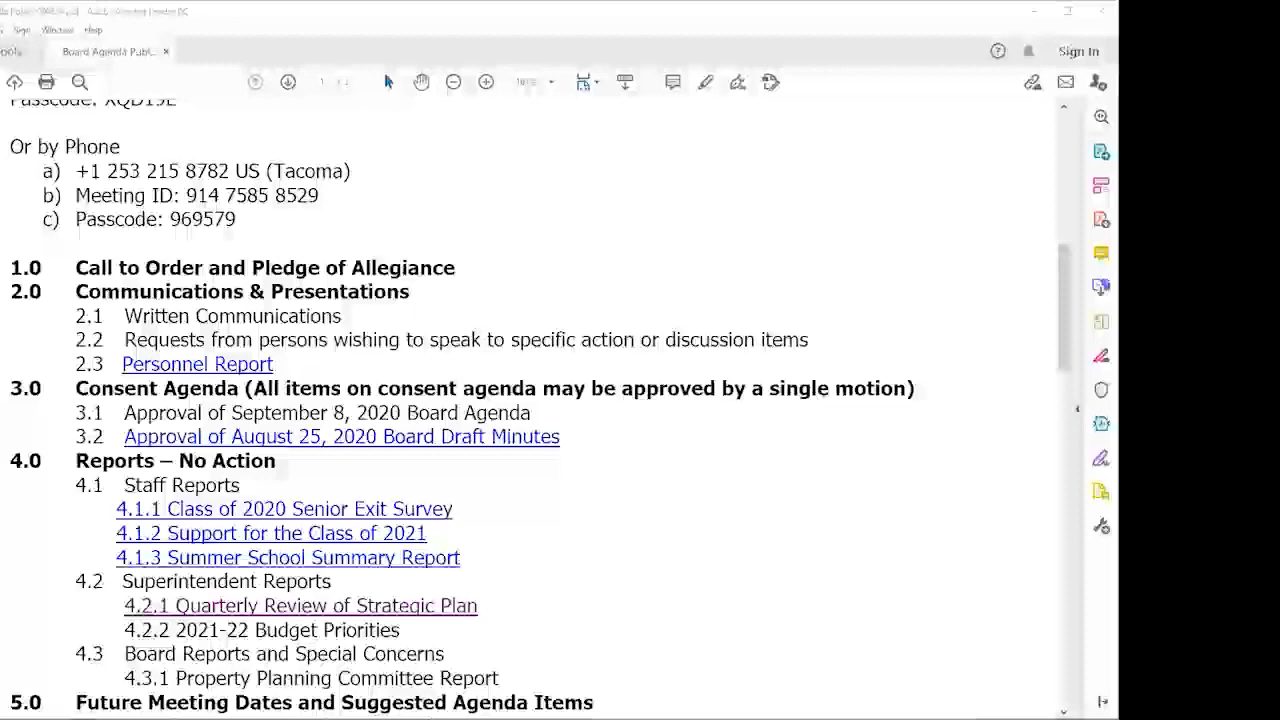 Sign Window Help
Board Agenda Publ... ×
Sign In
Passcode: XQD19E
Or by Phone
a) +1 253 215 8782 US (Tacoma)
b) Meeting ID: 914 7585 8529
c) Passcode: 969579
1.0 Call to Order and Pledge of Allegiance
2.0 Communications & Presentations
2.1 Written Communications
2.2 Requests from persons wishing to speak to specific action or discussion items
2.3 Personnel Report
3.0 Consent Agenda (All items on consent agenda may be approved by a single motion)
3.1 Approval of September 8, 2020 Board Agenda
3.2 Approval of August 25, 2020 Board Draft Minutes
4.0 Reports – No Action
4.1 Staff Reports
4.1.1 Class of 2020 Senior Exit Survey
4.1.2 Support for the Class of 2021
4.1.3 Summer School Summary Report
4.2 Superintendent Reports
4.2.1 Quarterly Review of Strategic Plan
4.2.2 2021-22 Budget Priorities
4.3 Board Reports and Special Concerns
4.3.1 Property Planning Committee Report
5.0 Future Meeting Dates and Suggested Agenda Items